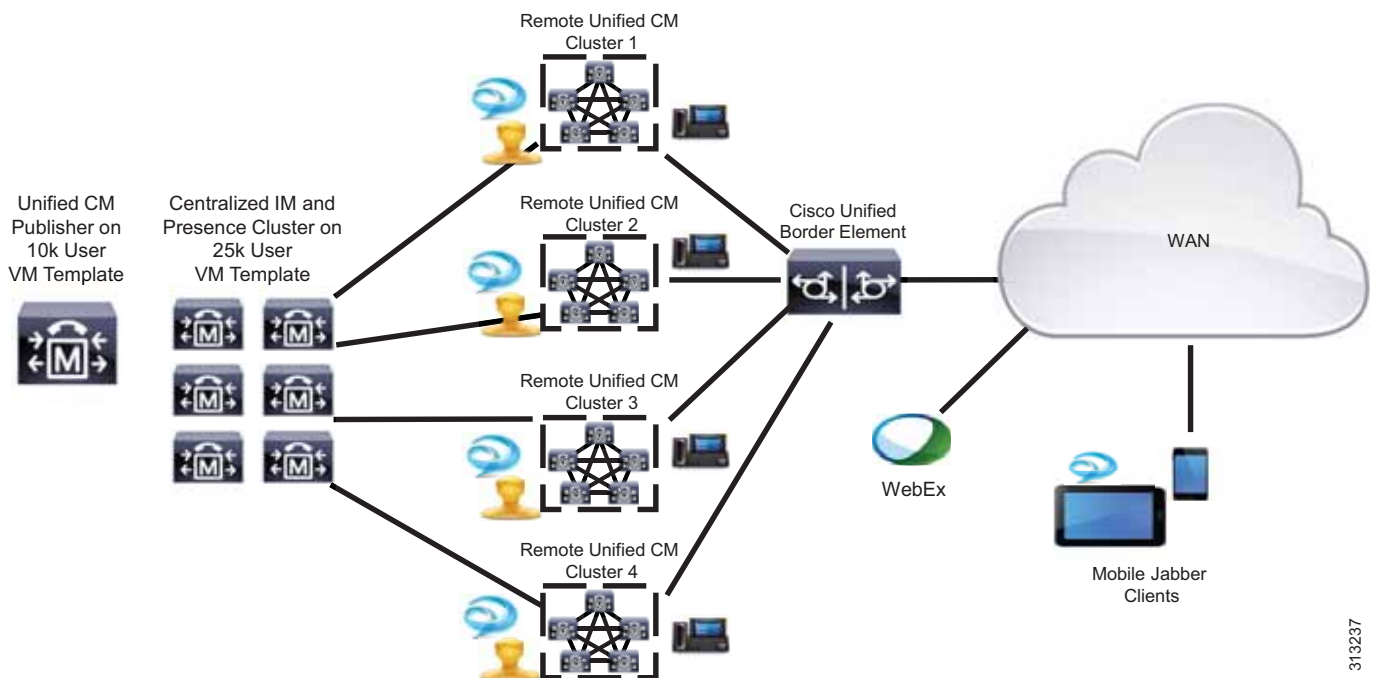 Remote Unified CM
Cluster 1
Unified CM
Publisher on
10k User
VM Template
Centralized IM and
Presence Cluster on
25k User
VM Template
M
M
M
M
M
M
M
Remote Unified CM
Cluster 2
Cisco Unified
Border Element
WAN
Remote Unified CM
Cluster 3
WebEx
Remote Unified CM
Cluster 4
Mobile Jabber
Clients
313237